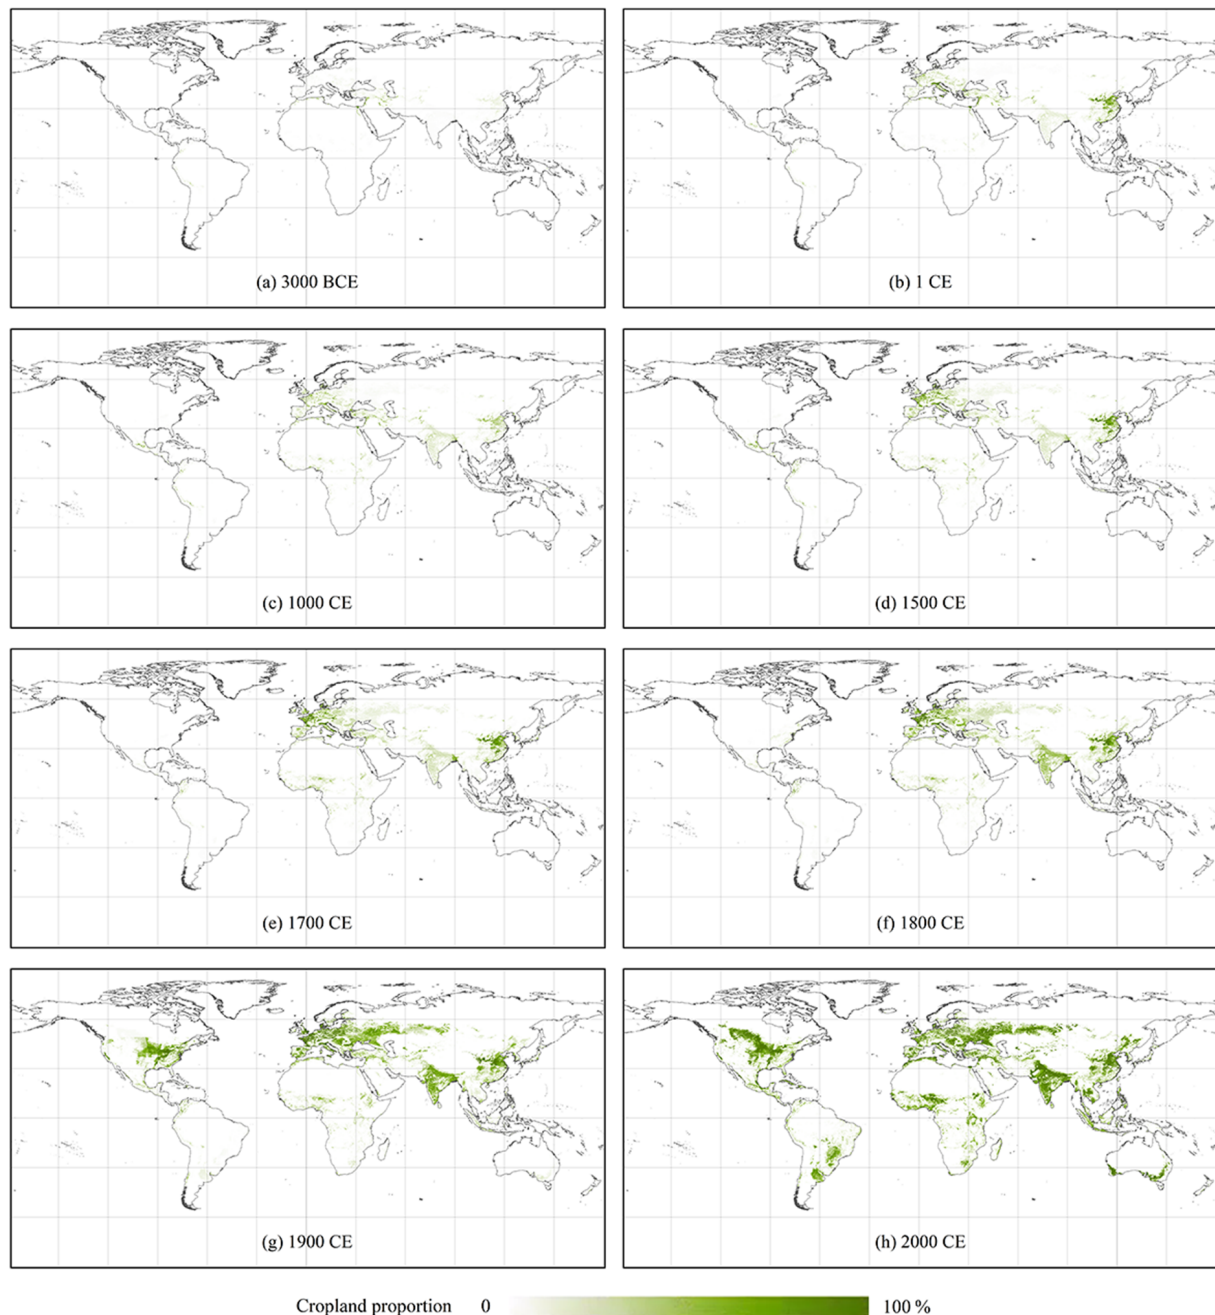 (a) 3000 BCE
(b) 1 CE
(c) 1000 CE
(d) 1500 CE
(e) 1700 CE
(f) 1800 CE
(g) 1900 CE
(h) 2000 CE
Cropland proportion 0 100 %